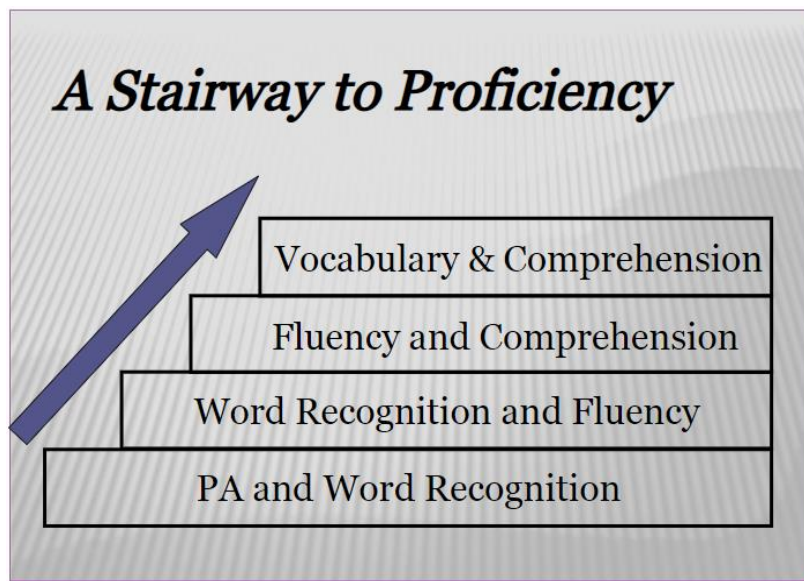 A Stairway to Proficiency
Vocabulary & Comprehension
Fluency and Comprehension
Word Recognition and Fluency
PA and Word Recognition